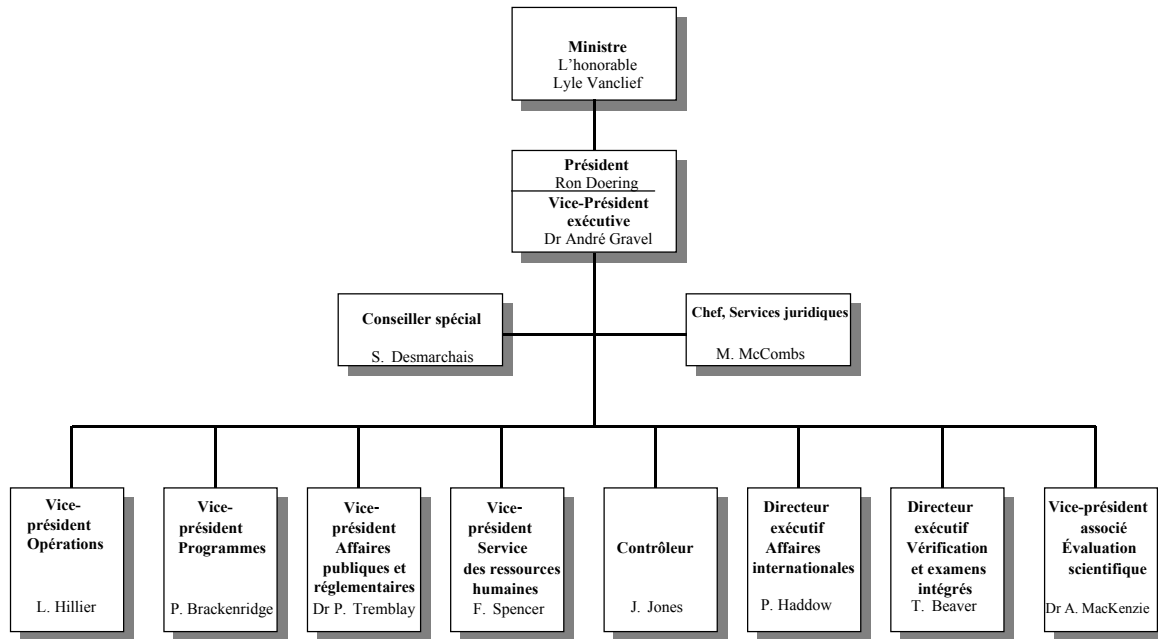 Ministre
L'honorable
Lyle Vanclief
Président
Ron Doering
Vice-Président
exécutive
Dr André Gravel
Conseiller spécial
S. Desmarchais
Chef, Services juridiques
M. McCombs
Vice-
président
Opérations
L. Hillier
Vice-
président
Programmes
P. Brackenridge
Vice-
président
Affaires
publiques et
réglementaires
Dr P. Tremblay
Vice-
président
Service
des ressources
humaines
F. Spencer
Contrôleur
J. Jones
Directeur
exécutif
Affaires
internationales
P. Haddow
Directeur
exécutif
Vérification
et examens
intégrés
T. Beaver
Vice-président
associé
Évaluation
scientifique
Dr A. MacKenzie